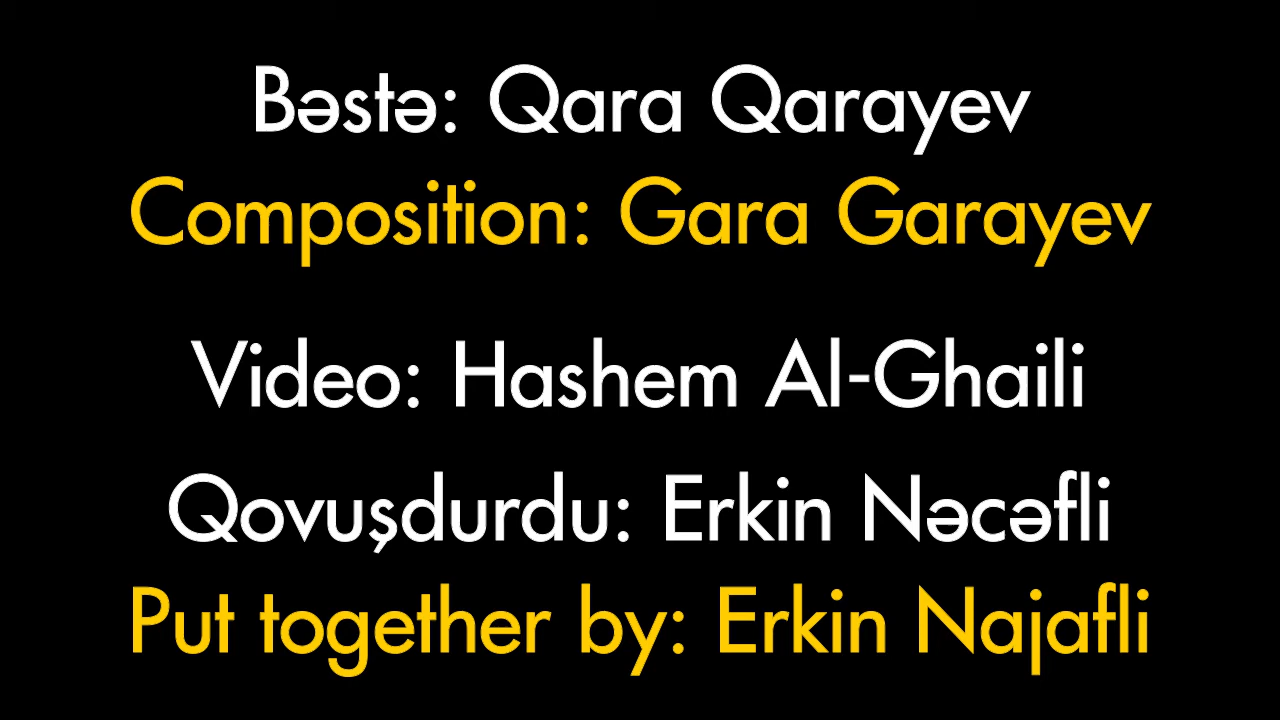 Bəstə: Qara Qarayev
Composition: Gara Garayev
Video: Hashem Al-Ghaili
Qovuşdurdu: Erkin Nəcəfli
Put together by: Erkin Najafli